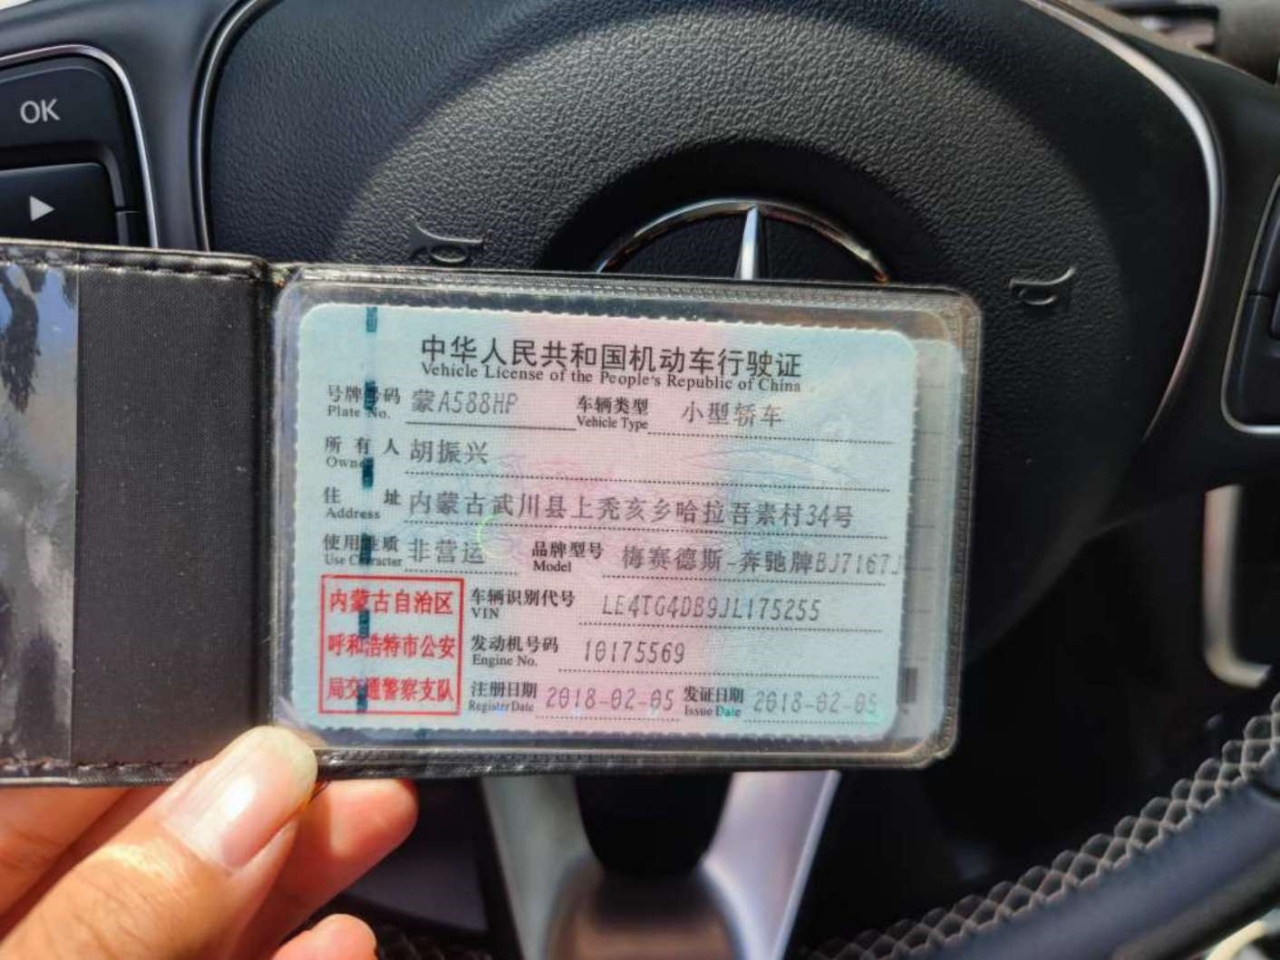 OK
中华人民共和国机动车行驶证
Vehicle License of the People's Republic of China
号牌号码 蒙A588HP 车辆类型 小型轿车
Plate No. Vehicle Type
所有人 胡振兴
Owner
住址 内蒙古武川县上秃亥乡哈拉吾素村34号
Address
使用性质 非营运 品牌型号 梅赛德斯-奔驰牌BJ7167J
Use Character Model
内蒙古自治区 车辆识别代号 LE4TG4DB9JL175255
VIN
呼和浩特市公安 发动机号码 10175569
Engine No.
局交通警察支队 注册日期 2018-02-05 发证日期 2018-02-05
Register Date Issue Date